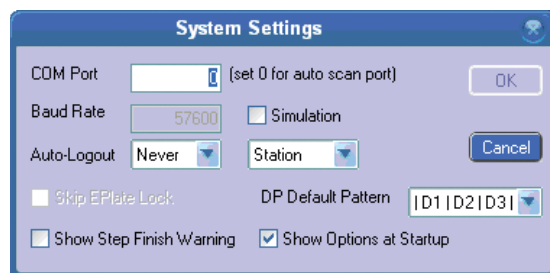 System Settings
COM Port 0 (set 0 for auto scan port) OK
Baud Rate 57600 Simulation
Auto-Logout Never Station Cancel
Skip EPlate Lock DP Default Pattern |D1|D2|D3|
Show Step Finish Warning Show Options at Startup